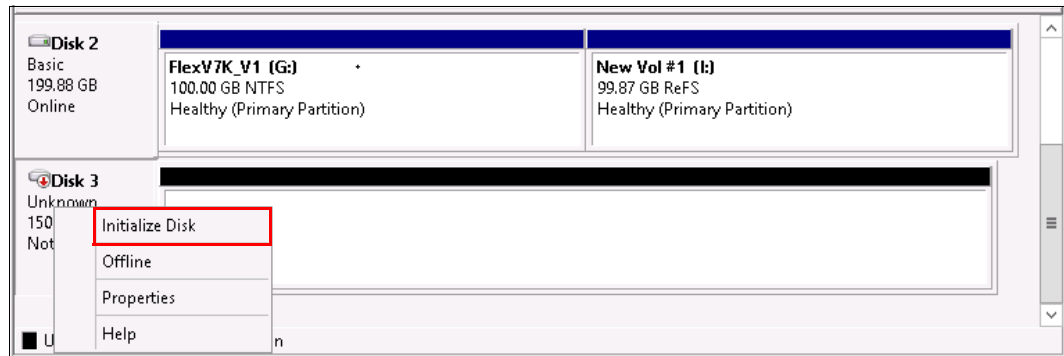 Disk 2
Basic
199.88 GB
Online
FlexV7K_V1 (G:)
100.00 GB NTFS
Healthy (Primary Partition)
New Vol #1 (I:)
99.87 GB ReFS
Healthy (Primary Partition)
Disk 3
Unknown
150
Not
Initialize Disk
Offline
Properties
Help
U
n